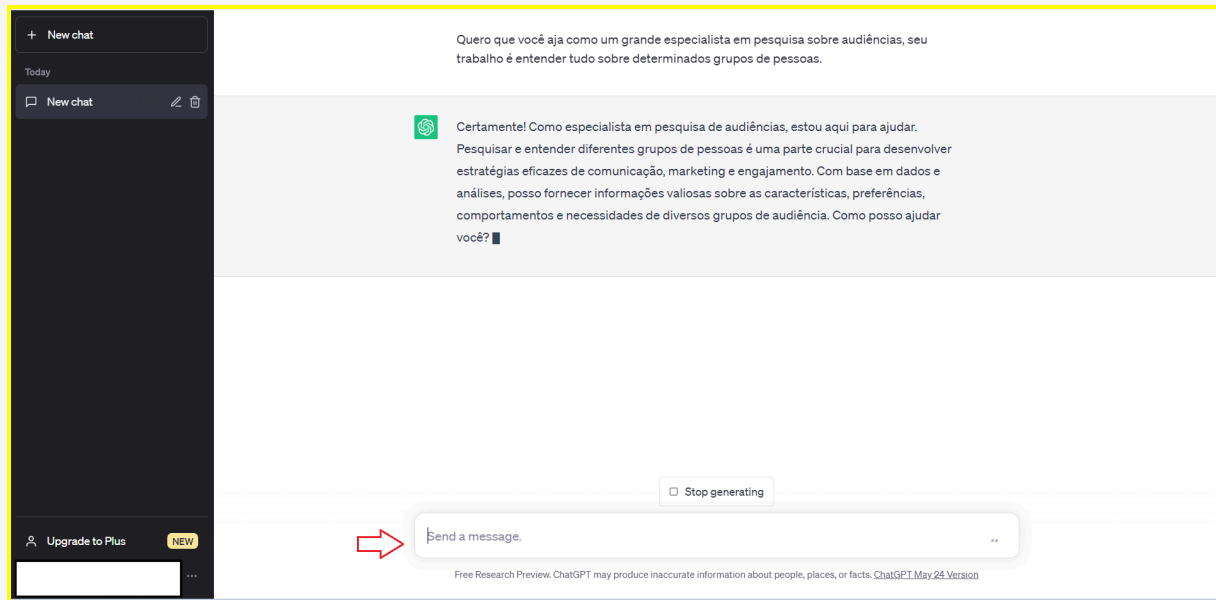 New chat
Today
New chat
Quero que você aja como um grande especialista em pesquisa sobre audiências, seu
trabalho é entender tudo sobre determinados grupos de pessoas.
Certamente! Como especialista em pesquisa de audiências, estou aqui para ajudar.
Pesquisar e entender diferentes grupos de pessoas é uma parte crucial para desenvolver
estratégias eficazes de comunicação, marketing e engajamento. Com base em dados e
análises, posso fornecer informações valiosas sobre as características, preferências,
comportamentos e necessidades de diversos grupos de audiência. Como posso ajudar
você?
Stop generating
Send a message.
Free Research Preview. ChatGPT may produce inaccurate information about people, places, or facts. ChatGPT May 24 Version
Upgrade to Plus NEW